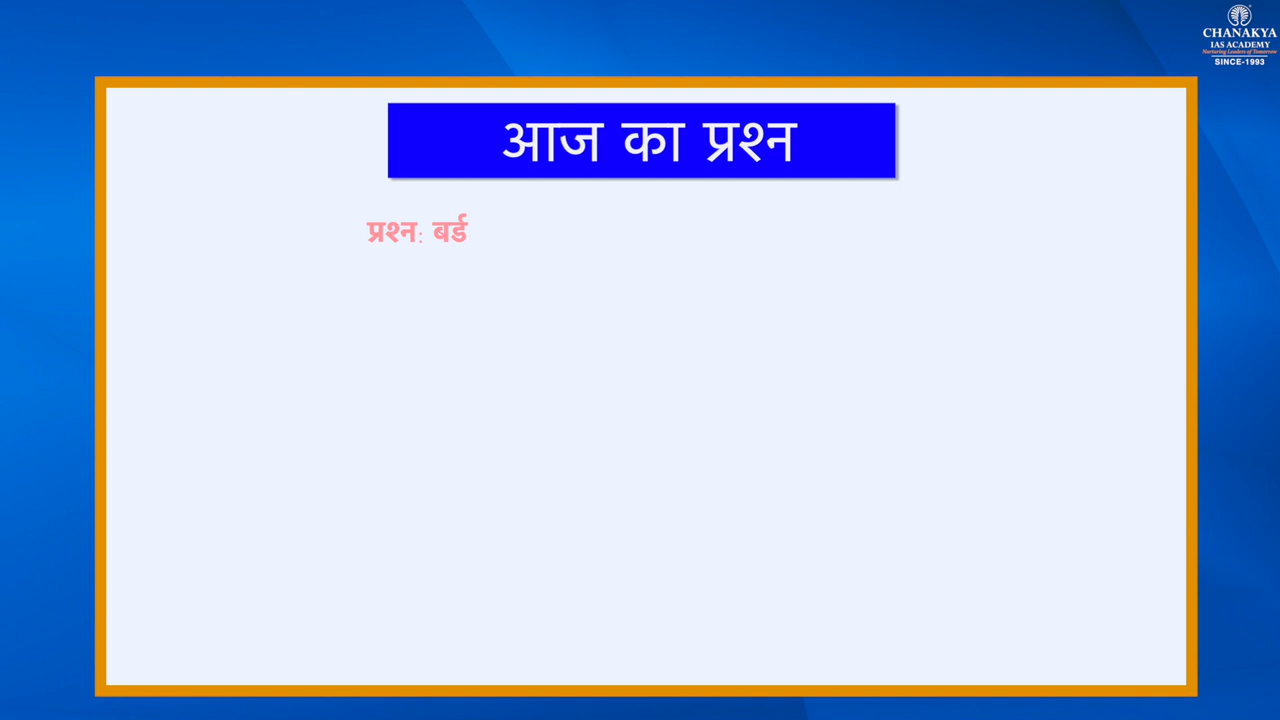 CHANAKYA
IAS ACADEMY
Nurturing Leaders of Tomorrow
SINCE-1993
आज का प्रश्न
प्रश्न: बर्ड